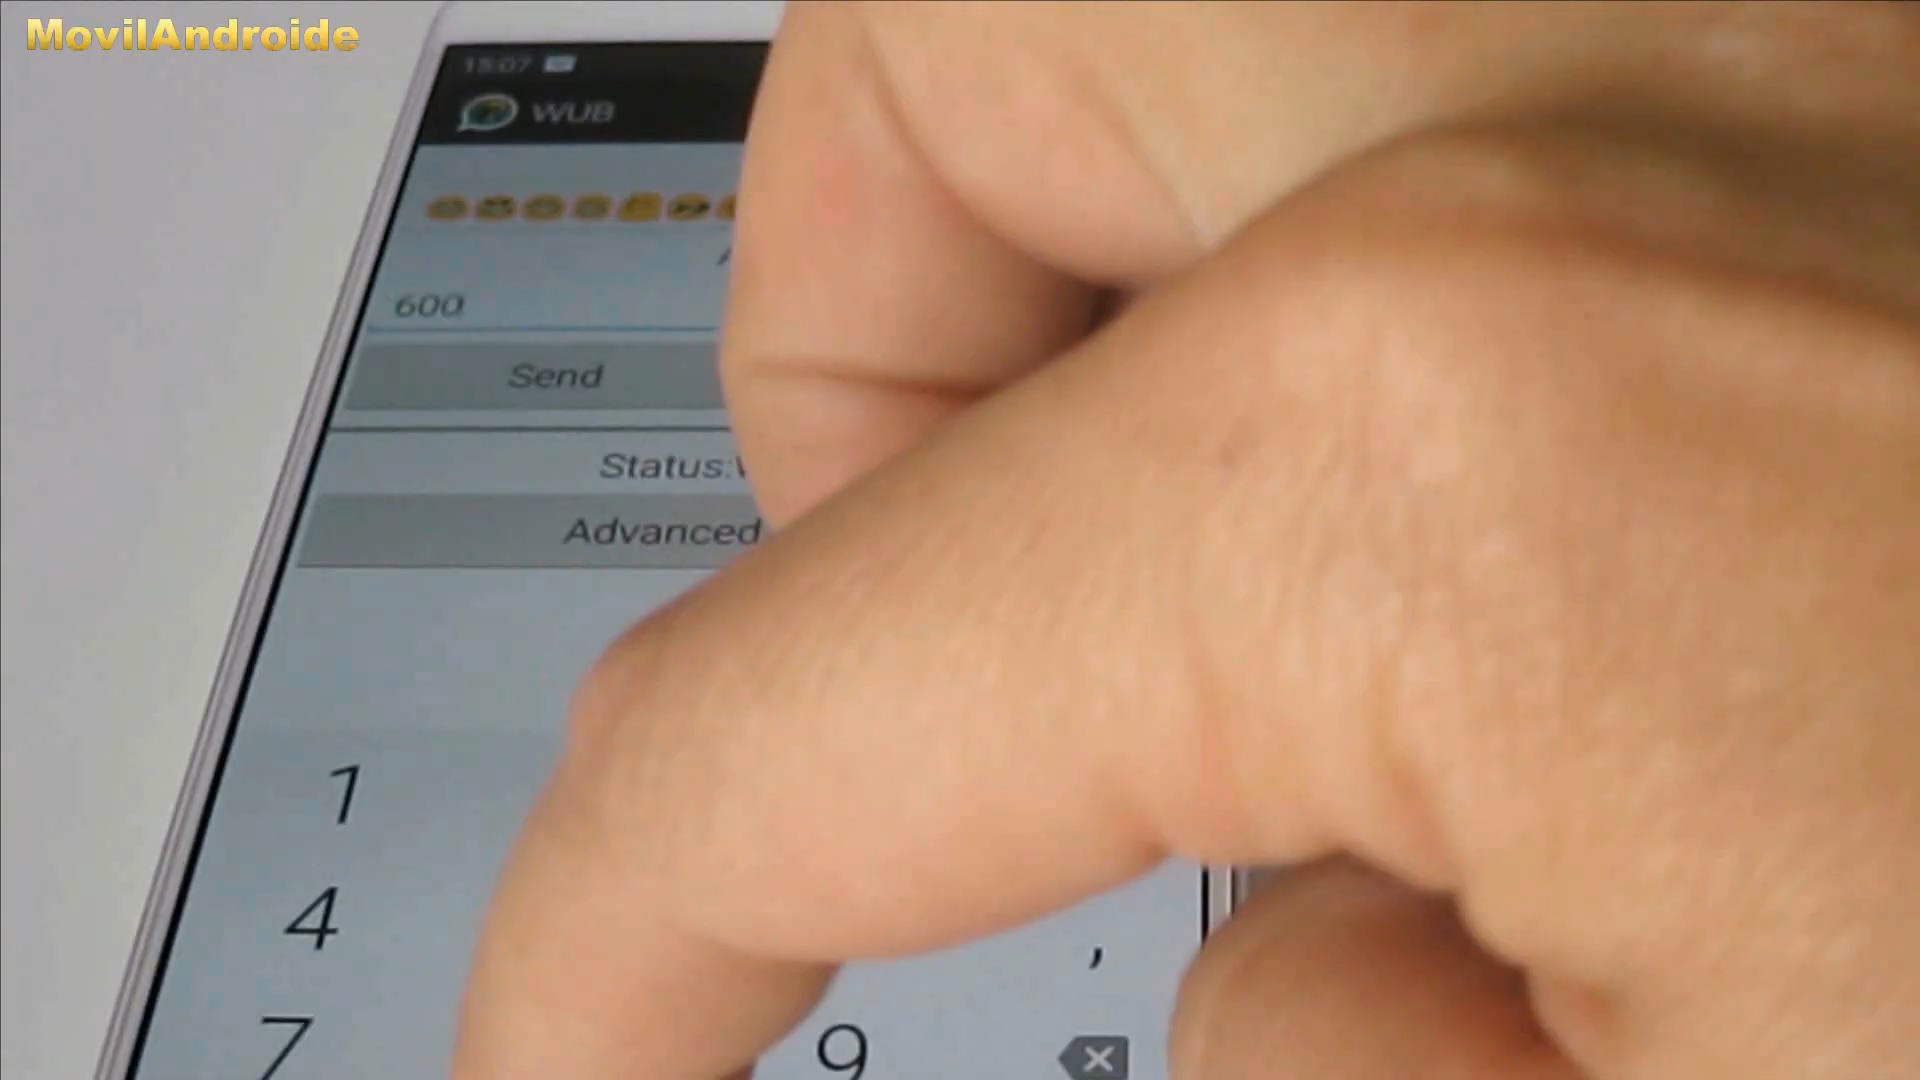 MovilAndroide
15:07
WUB
600
Send
Status:
Advanced
1
4
,
7
9